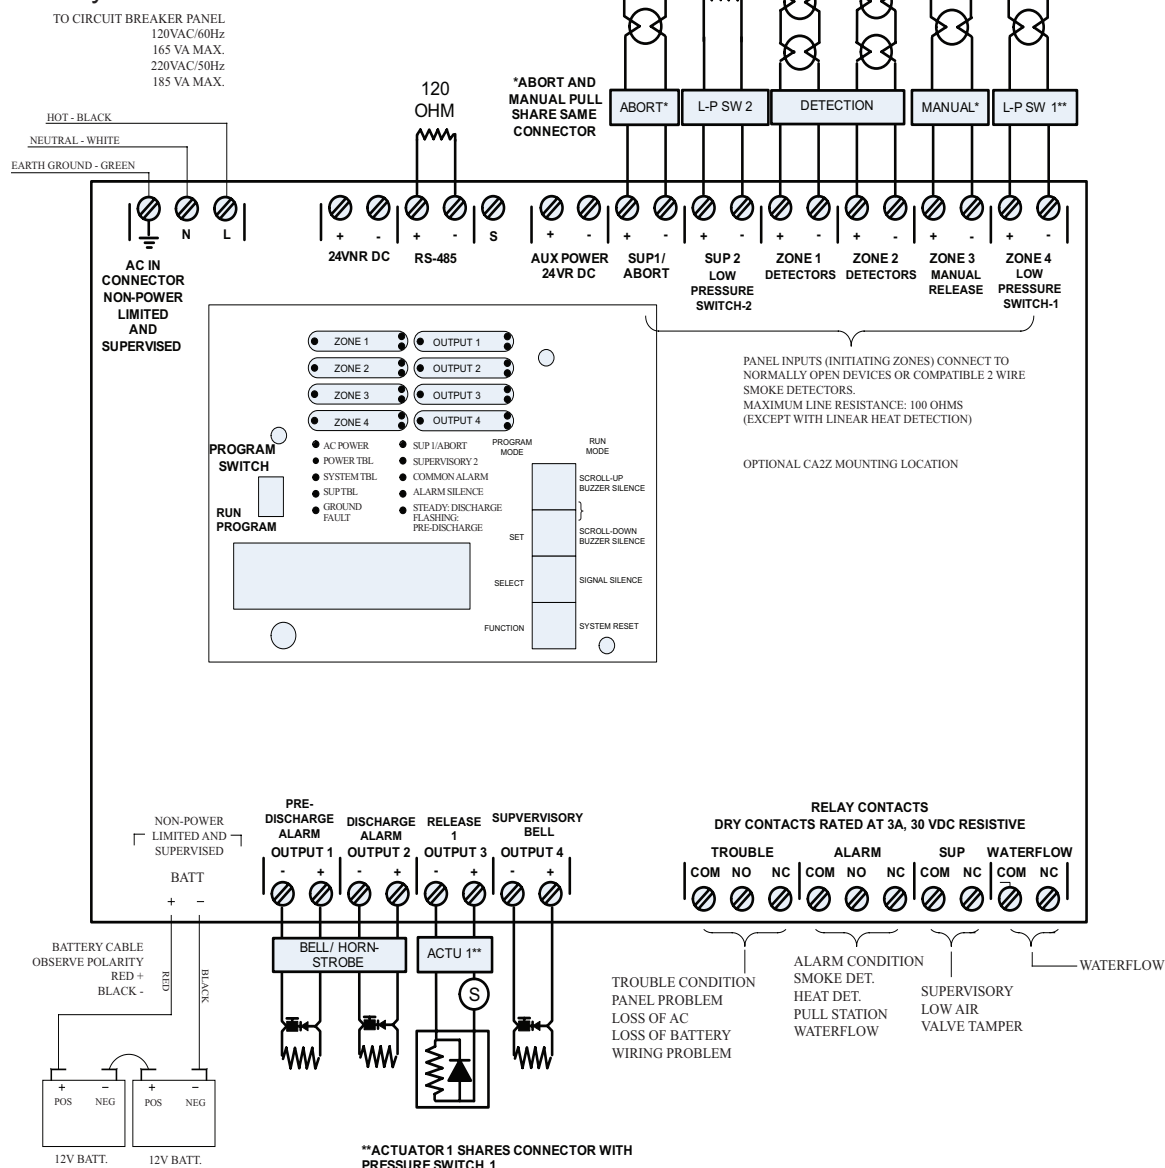 TO CIRCUIT BREAKER PANEL
120VAC/60Hz
165 VA MAX.
220VAC/50Hz
185 VA MAX.
HOT - BLACK
NEUTRAL - WHITE
EARTH GROUND - GREEN
120
OHM
*ABORT AND
MANUAL PULL
SHARE SAME
CONNECTOR
ABORT*
L-P SW 2
DETECTION
MANUAL*
L-P SW 1**
N
L
+ -
+ -
S
+ -
+ -
+ -
+ -
+ -
+ -
+ -
AC IN
CONNECTOR
NON-POWER
LIMITED
AND
SUPERVISED
24VNR DC
RS-485
AUX POWER
24VR DC
SUP1/
ABORT
SUP 2
LOW
PRESSURE
SWITCH-2
ZONE 1
DETECTORS
ZONE 2
DETECTORS
ZONE 3
MANUAL
RELEASE
ZONE 4
LOW
PRESSURE
SWITCH-1
PANEL INPUTS (INITIATING ZONES) CONNECT TO
NORMALLY OPEN DEVICES OR COMPATIBLE 2 WIRE
SMOKE DETECTORS.
MAXIMUM LINE RESISTANCE: 100 OHMS
(EXCEPT WITH LINEAR HEAT DETECTION)
OPTIONAL CA2Z MOUNTING LOCATION
ZONE 1
OUTPUT 1
ZONE 2
OUTPUT 2
ZONE 3
OUTPUT 3
ZONE 4
OUTPUT 4
PROGRAM
SWITCH
RUN
PROGRAM
AC POWER
POWER TBL
SYSTEM TBL
SUP TBL
GROUND
FAULT
SUP 1/ABORT
SUPERVISORY 2
COMMON ALARM
ALARM SILENCE
STEADY: DISCHARGE
FLASHING:
PRE-DISCHARGE
PROGRAM
MODE
RUN
MODE
SCROLL-UP
BUZZER SILENCE
SET
SCROLL-DOWN
BUZZER SILENCE
SELECT
SIGNAL SILENCE
FUNCTION
SYSTEM RESET
NON-POWER
LIMITED AND
SUPERVISED
BATT
+ −
PRE-
DISCHARGE
ALARM
OUTPUT 1
- +
DISCHARGE
ALARM
OUTPUT 2
- +
RELEASE
1
OUTPUT 3
- +
SUPVERVISORY
BELL
OUTPUT 4
- +
RELAY CONTACTS
DRY CONTACTS RATED AT 3A, 30 VDC RESISTIVE
TROUBLE
COM NO NC
ALARM
COM NO NC
SUP
COM NC
WATERFLOW
COM NC
BATTERY CABLE
OBSERVE POLARITY
RED +
BLACK -
RED
BLACK
BELL/ HORN-
STROBE
ACTU 1**
S
TROUBLE CONDITION
PANEL PROBLEM
LOSS OF AC
LOSS OF BATTERY
WIRING PROBLEM
ALARM CONDITION
SMOKE DET.
HEAT DET.
PULL STATION
WATERFLOW
SUPERVISORY
LOW AIR
VALVE TAMPER
WATERFLOW
+ −
POS NEG
+ −
POS NEG
12V BATT.
12V BATT.
**ACTUATOR 1 SHARES CONNECTOR WITH
PRESSURE SWITCH 1